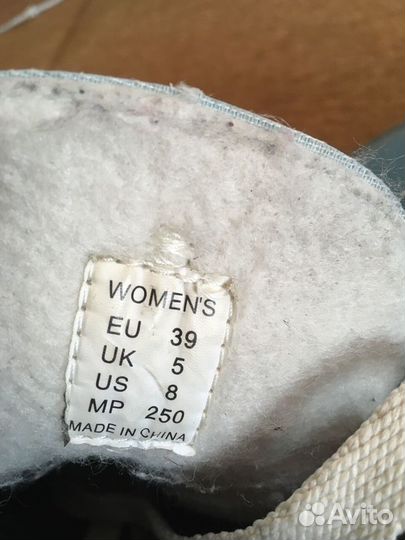 WOMEN'S
EU 39
UK 5
US 8
MP 250
MADE IN CHINA
Avito